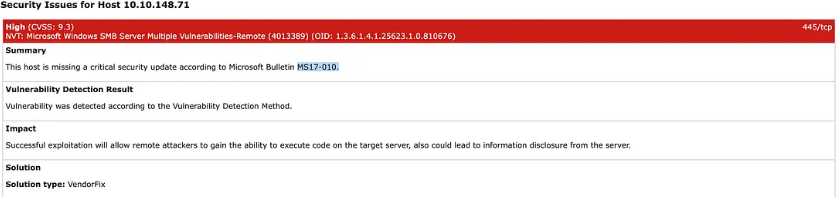 Security Issues for Host 10.10.148.71
High (CVSS: 9.3) 445/tcp
NVT: Microsoft Windows SMB Server Multiple Vulnerabilities-Remote (4013389) (OID: 1.3.6.1.4.1.25623.1.0.810676)
Summary
This host is missing a critical security update according to Microsoft Bulletin MS17-010.
Vulnerability Detection Result
Vulnerability was detected according to the Vulnerability Detection Method.
Impact
Successful exploitation will allow remote attackers to gain the ability to execute code on the target server, also could lead to information disclosure from the server.
Solution
Solution type: VendorFix